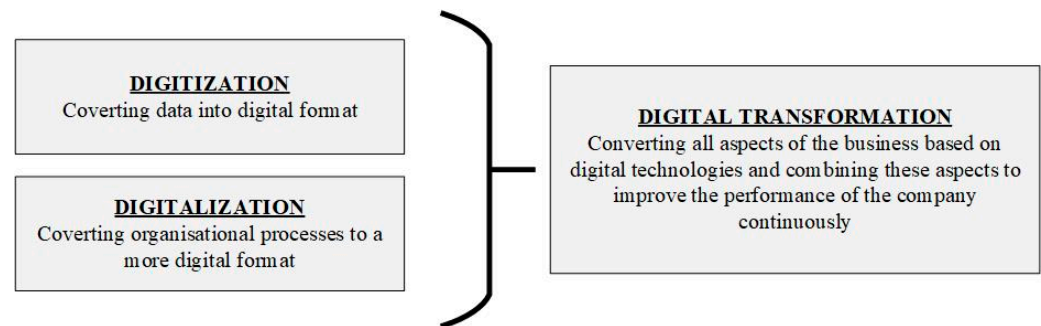 DIGITIZATION
Coverting data into digital format
DIGITALIZATION
Coverting organisational processes to a
more digital format
DIGITAL TRANSFORMATION
Converting all aspects of the business based on
digital technologies and combining these aspects to
improve the performance of the company
continuously